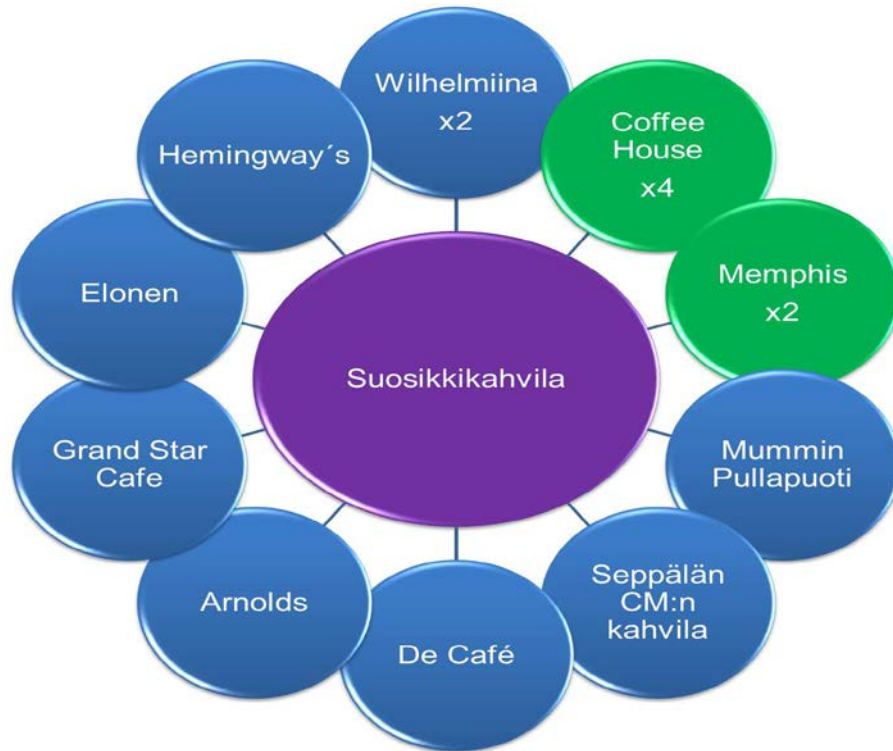 Wilhelmiina
x2
Coffee
House
x4
Memphis
x2
Mummin
Pullapuoti
Seppälän
CM:n
kahvila
De Café
Arnolds
Grand Star
Cafe
Elonen
Hemingway´s
Suosikkikahvila